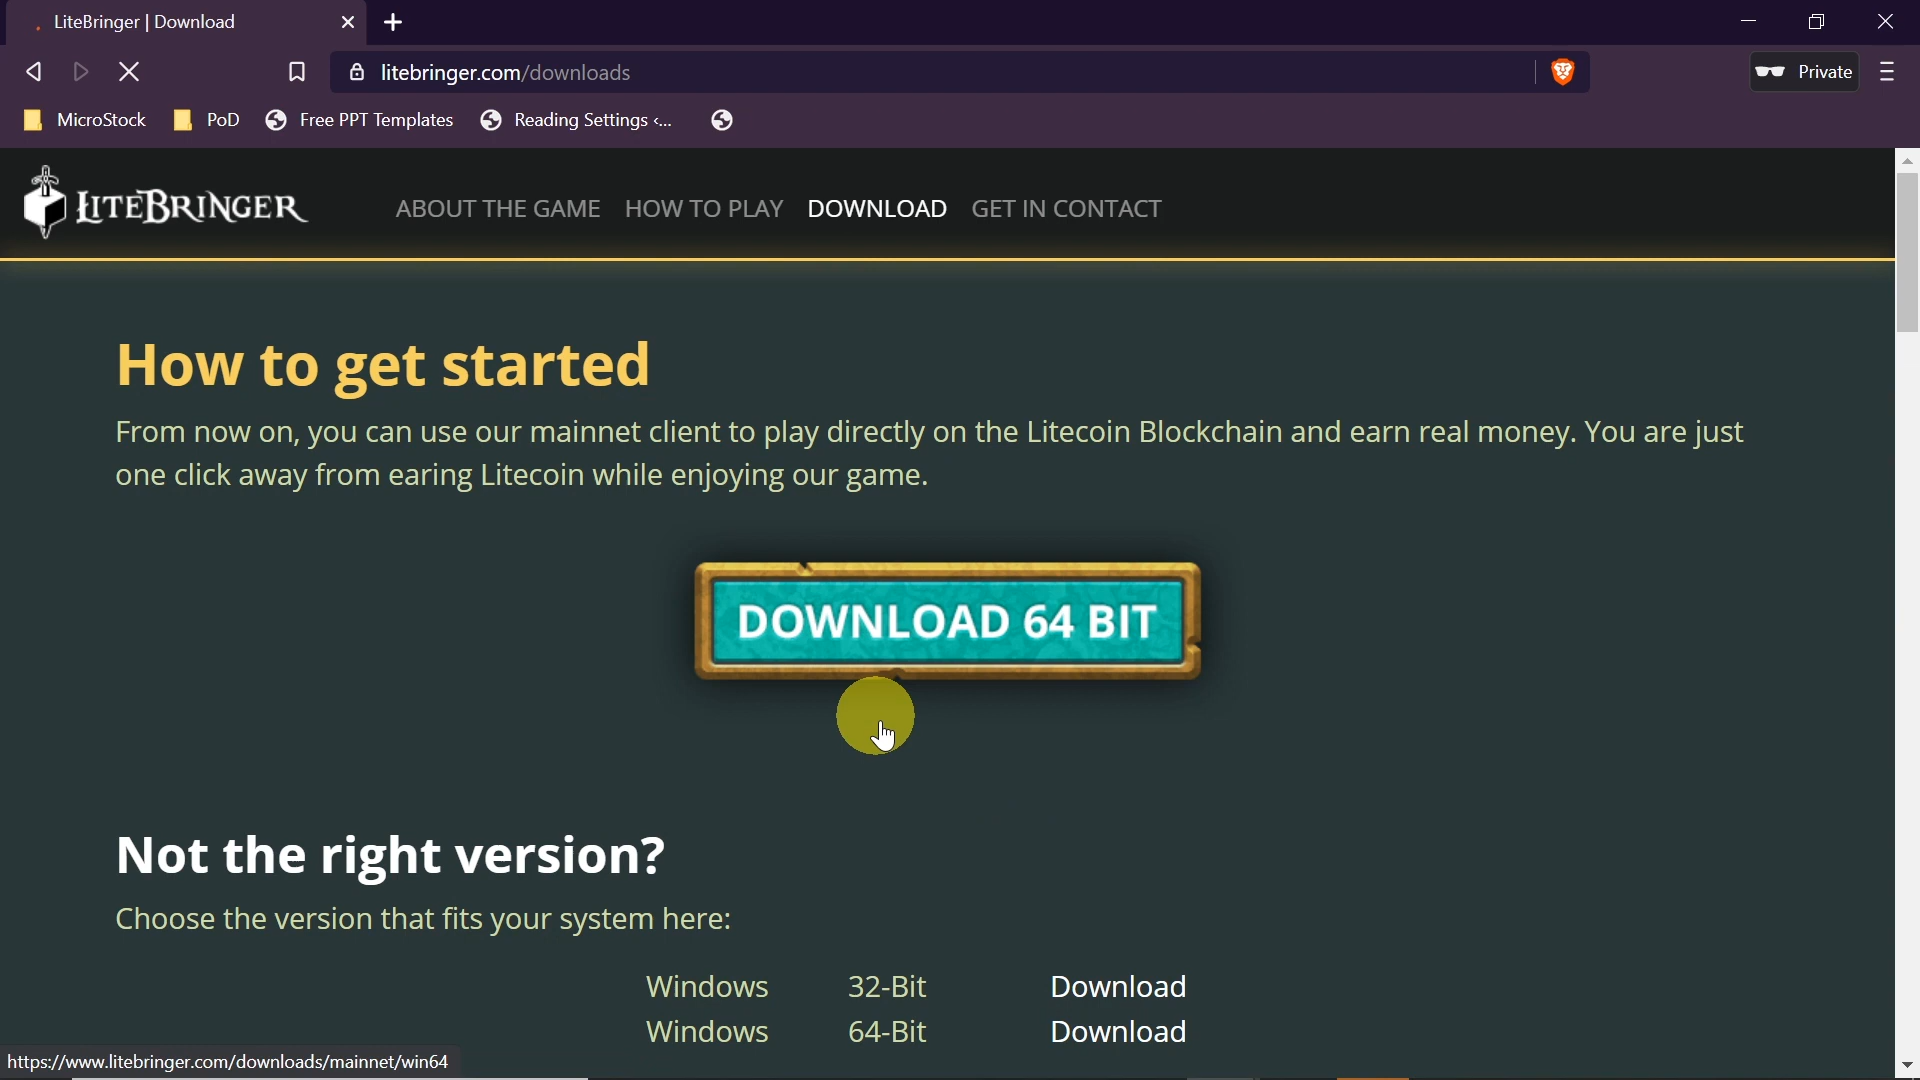 LiteBringer | Download
litebringer.com/downloads
Private
MicroStock
PoD
Free PPT Templates
Reading Settings ‹...
LITEBRINGER
ABOUT THE GAME
HOW TO PLAY
DOWNLOAD
GET IN CONTACT
How to get started
From now on, you can use our mainnet client to play directly on the Litecoin Blockchain and earn real money. You are just
one click away from earing Litecoin while enjoying our game.
DOWNLOAD 64 BIT
Not the right version?
Choose the version that fits your system here:
Windows 32-Bit Download
Windows 64-Bit Download
https://www.litebringer.com/downloads/mainnet/win64